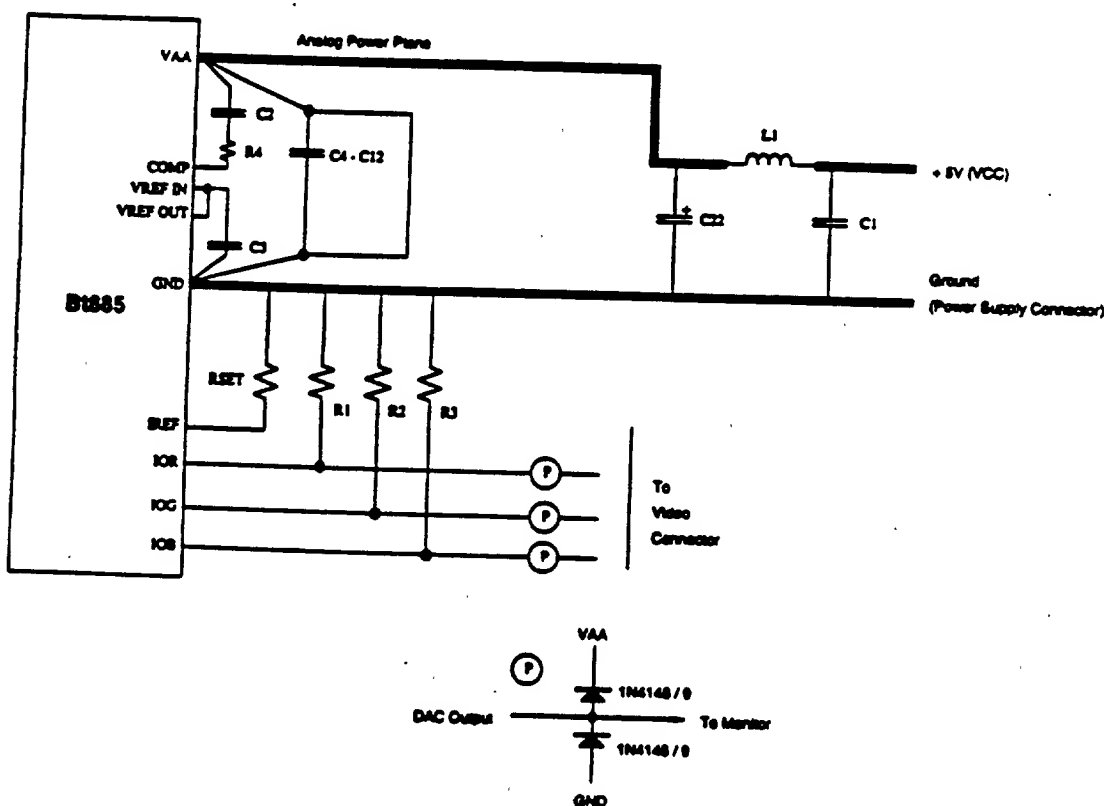 Analog Power Plane
VAA
C2
R4
C4 - C12
COMP
VREF IN
VREF OUT
C3
GND
Bt885
L1
+ 5V (VCC)
C22
+
C1
Ground
(Power Supply Connector)
RSET
R1
R2
R3
IREF
IOR
IOG
IOB
P
P
P
To
Video
Connector
VAA
P
1N4148 / 9
DAC Output
To Monitor
1N4148 / 9
GND